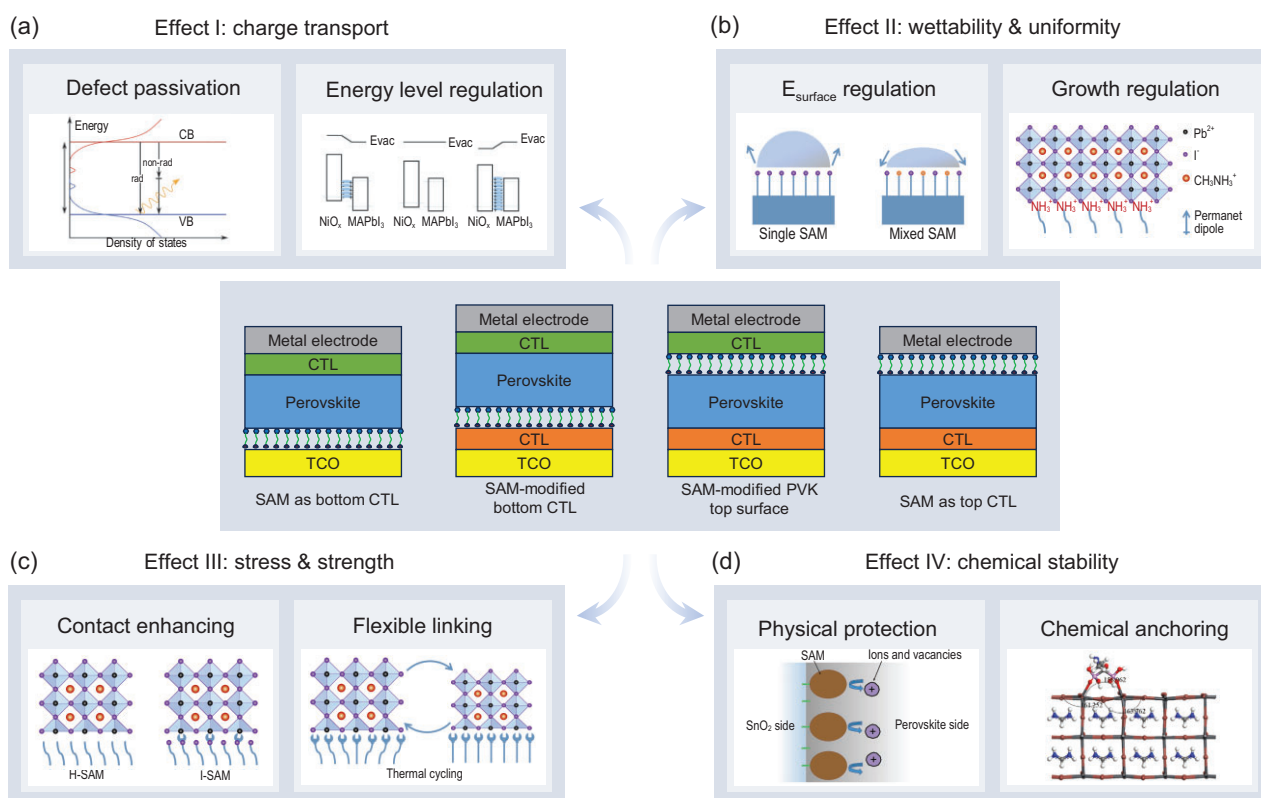 (a)
Effect I: charge transport
Defect passivation
Energy
CB
non-rad
rad
VB
Density of states
Energy level regulation
Evac
Evac
Evac
NiOₓ MAPbI₃
NiOₓ MAPbI₃
NiOₓ MAPbI₃
(b)
Effect II: wettability & uniformity
E_surface regulation
Single SAM
Mixed SAM
Growth regulation
NH₃⁺ NH₃⁺ NH₃⁺ NH₃⁺ NH₃⁺
Pb²⁺
I⁻
CH₃NH₃⁺
Permanet
dipole
Metal electrode
CTL
Perovskite
TCO
SAM as bottom CTL
Metal electrode
CTL
Perovskite
CTL
TCO
SAM-modified
bottom CTL
Metal electrode
CTL
Perovskite
CTL
TCO
SAM-modified PVK
top surface
Metal electrode
Perovskite
CTL
TCO
SAM as top CTL
(c)
Effect III: stress & strength
Contact enhancing
H-SAM
I-SAM
Flexible linking
Thermal cycling
(d)
Effect IV: chemical stability
Physical protection
SAM
Ions and vacancies
SnO₂ side
Perovskite side
+
+
+
Chemical anchoring